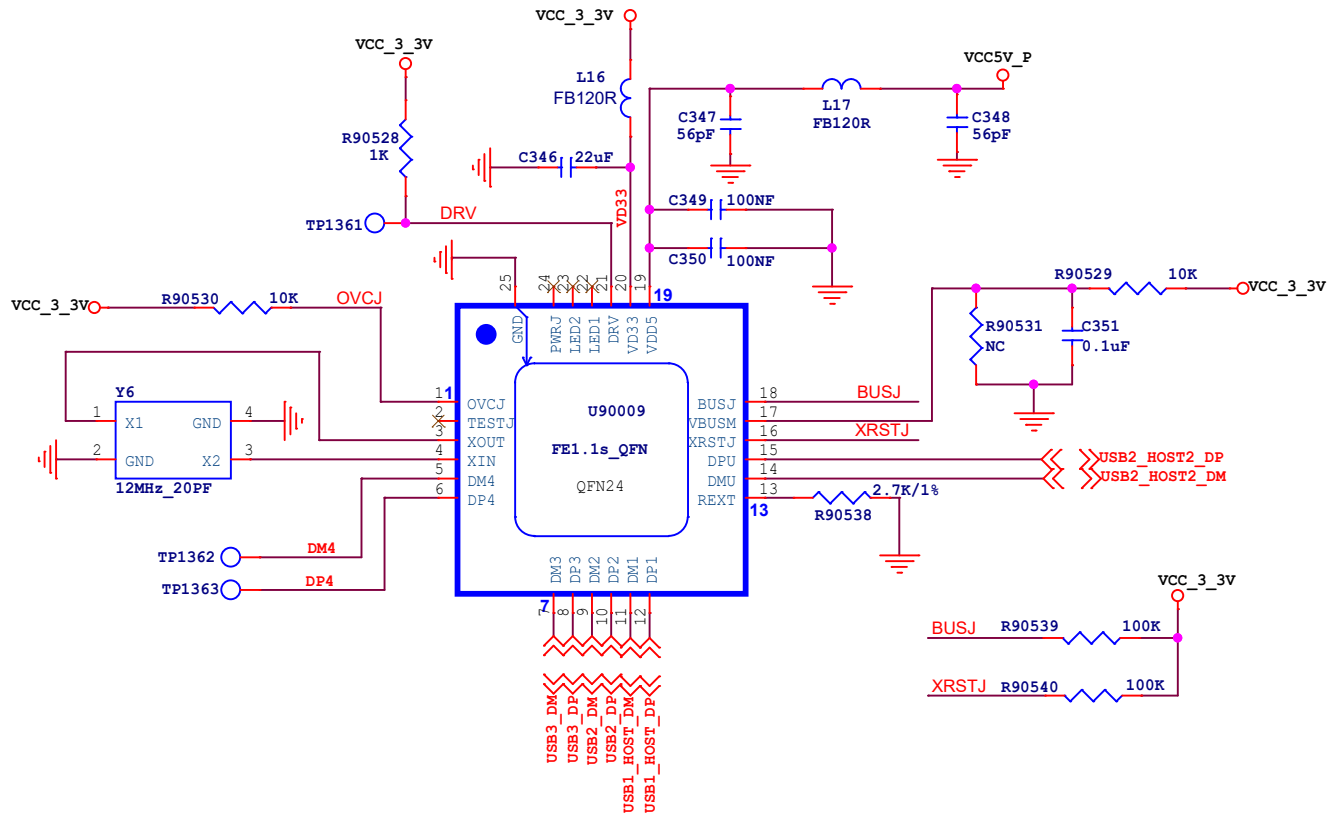 VCC_3_3V
VCC_3_3V
VCC5V_P
L16
FB120R
L17
FB120R
C347
56pF
C348
56pF
R90528
1K
C346
22uF
VD33
C349
100NF
C350
100NF
TP1361
DRV
25
24
23
22
21
20
19
19
VCC_3_3V
R90530
10K
OVCJ
R90529
10K
VCC_3_3V
R90531
NC
C351
0.1uF
GND
PWRJ
LED2
LED1
DRV
VD33
VDD5
Y6
1
X1
GND
4
2
GND
X2
3
12MHz_20PF
1
1
OVCJ
2
TESTJ
3
XOUT
4
XIN
5
DM4
6
DP4
U90009
FE1.1s_QFN
QFN24
BUSJ
18
BUSJ
VBUSM
17
XRSTJ
16
XRSTJ
DPU
15
USB2_HOST2_DP
DMU
14
USB2_HOST2_DM
REXT
13
13
2.7K/1%
R90538
TP1362
DM4
TP1363
DP4
DM3
DP3
DM2
DP2
DM1
DP1
7
7
8
9
10
11
12
USB3_DM
USB3_DP
USB2_DM
USB2_DP
USB1_HOST_DM
USB1_HOST_DP
VCC_3_3V
BUSJ
R90539
100K
XRSTJ
R90540
100K